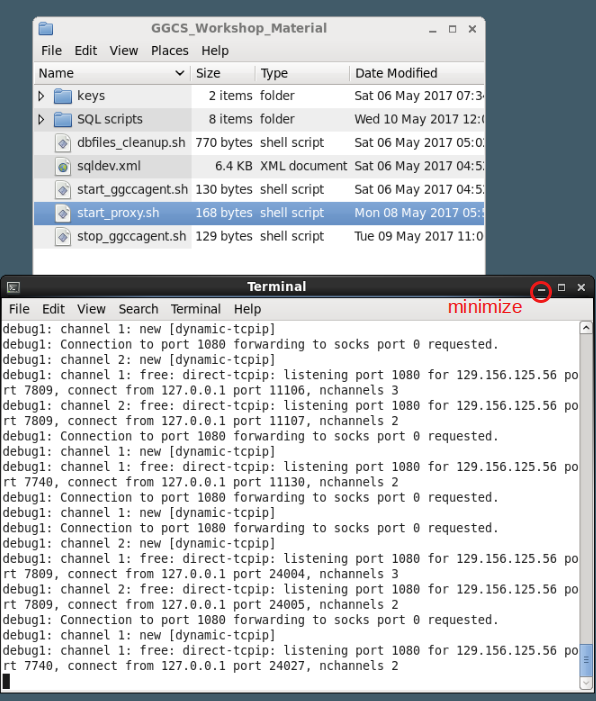 GGCS_Workshop_Material
File Edit View Places Help
Name Size Type Date Modified
keys 2 items folder Sat 06 May 2017 07:3
SQL scripts 8 items folder Wed 10 May 2017 12:
dbfiles_cleanup.sh 770 bytes shell script Sat 06 May 2017 05:0
sqldev.xml 6.4 KB XML document Sat 06 May 2017 04:5
start_ggccagent.sh 130 bytes shell script Sat 06 May 2017 04:5
start_proxy.sh 168 bytes shell script Mon 08 May 2017 05:
stop_ggccagent.sh 129 bytes shell script Tue 09 May 2017 11:0
Terminal
File Edit View Search Terminal Help
minimize
debug1: channel 1: new [dynamic-tcpip]
debug1: Connection to port 1080 forwarding to socks port 0 requested.
debug1: channel 2: new [dynamic-tcpip]
debug1: channel 1: free: direct-tcpip: listening port 1080 for 129.156.125.56 po
rt 7809, connect from 127.0.0.1 port 11106, nchannels 3
debug1: channel 2: free: direct-tcpip: listening port 1080 for 129.156.125.56 po
rt 7809, connect from 127.0.0.1 port 11107, nchannels 2
debug1: Connection to port 1080 forwarding to socks port 0 requested.
debug1: channel 1: new [dynamic-tcpip]
debug1: channel 1: free: direct-tcpip: listening port 1080 for 129.156.125.56 po
rt 7740, connect from 127.0.0.1 port 11130, nchannels 2
debug1: Connection to port 1080 forwarding to socks port 0 requested.
debug1: channel 1: new [dynamic-tcpip]
debug1: Connection to port 1080 forwarding to socks port 0 requested.
debug1: channel 2: new [dynamic-tcpip]
debug1: channel 1: free: direct-tcpip: listening port 1080 for 129.156.125.56 po
rt 7809, connect from 127.0.0.1 port 24004, nchannels 3
debug1: channel 2: free: direct-tcpip: listening port 1080 for 129.156.125.56 po
rt 7809, connect from 127.0.0.1 port 24005, nchannels 2
debug1: Connection to port 1080 forwarding to socks port 0 requested.
debug1: channel 1: new [dynamic-tcpip]
debug1: channel 1: free: direct-tcpip: listening port 1080 for 129.156.125.56 po
rt 7740, connect from 127.0.0.1 port 24027, nchannels 2